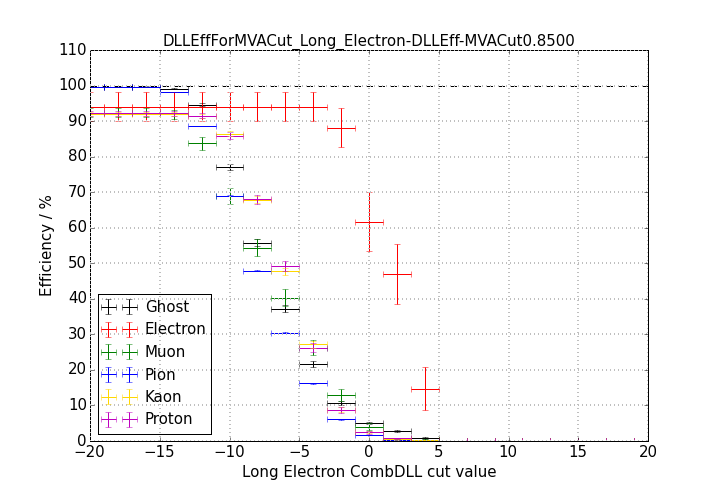 DLLEffForMVACut_Long_Electron-DLLEff-MVACut0.8500
110
100
90
80
70
60
50
40
30
20
10
0
Efficiency / %
Ghost
Electron
Muon
Pion
Kaon
Proton
−20 −15 −10 −5 0 5 10 15 20
Long Electron CombDLL cut value